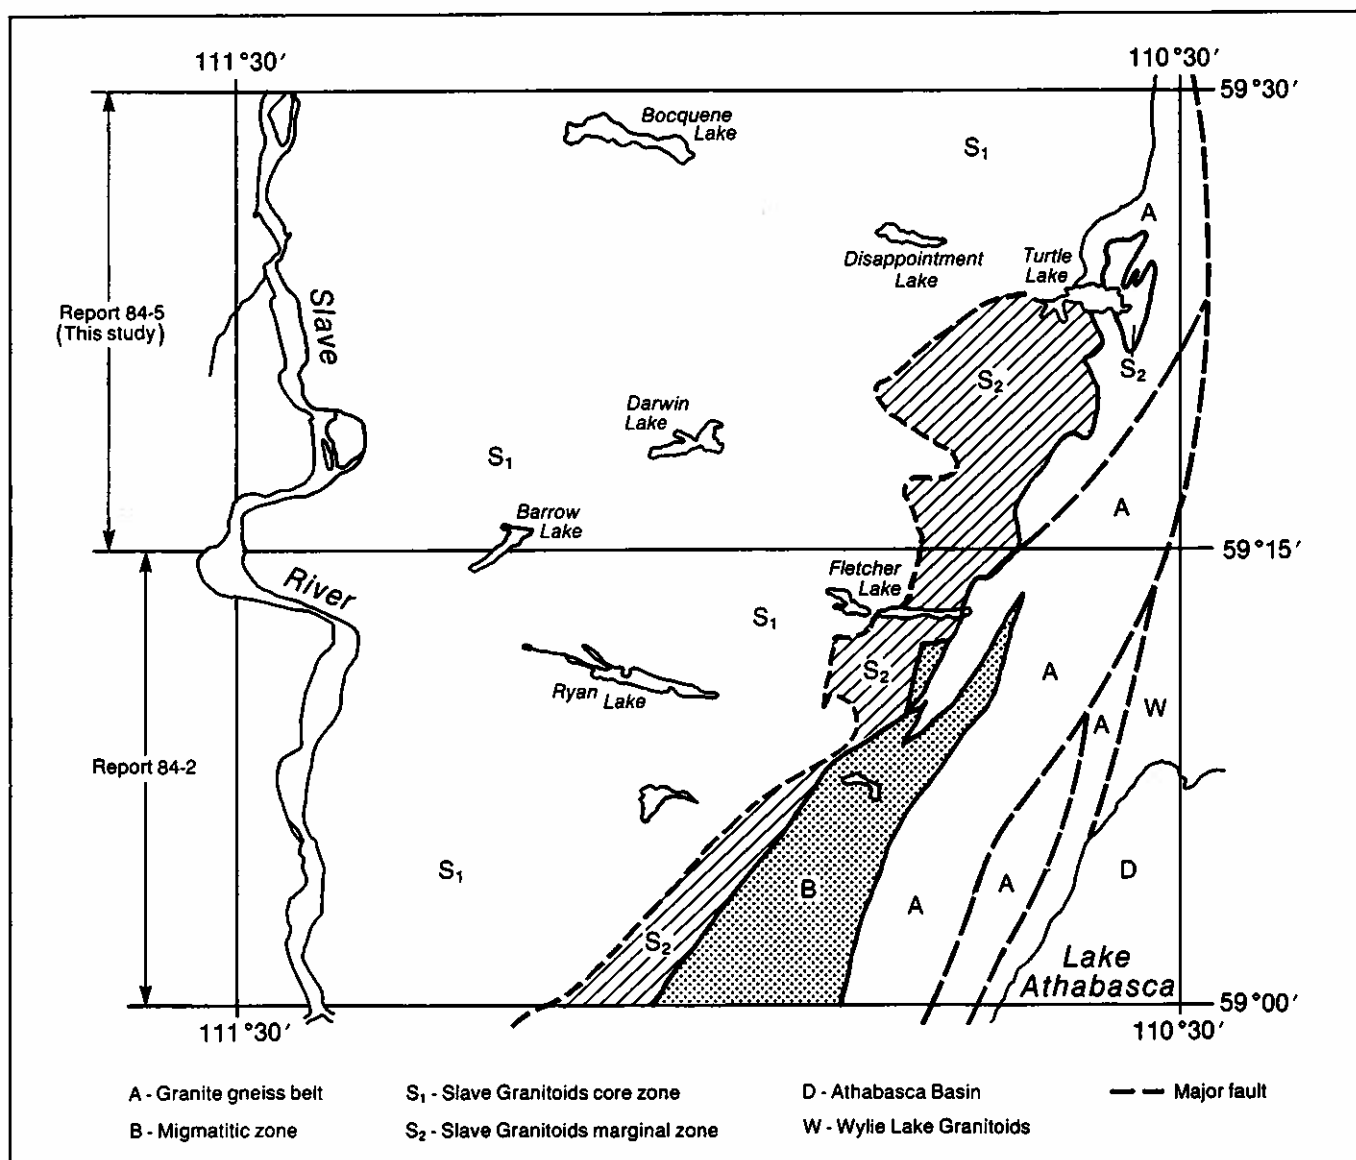 111°30′
110°30′
59°30′
Bocquene
Lake
S₁
A
Disappointment
Lake
Turtle
Lake
Report 84-5
(This study)
Slave
S₂
S₂
Darwin
Lake
S₁
A
Barrow
Lake
59°15′
Fletcher
Lake
River
S₁
S₂
A
Ryan Lake
A
W
Report 84-2
S₁
B
A
A
D
S₂
Lake
Athabasca
59°00′
111°30′
110°30′
A - Granite gneiss belt
S₁ - Slave Granitoids core zone
D - Athabasca Basin
Major fault
B - Migmatitic zone
S₂ - Slave Granitoids marginal zone
W - Wylie Lake Granitoids